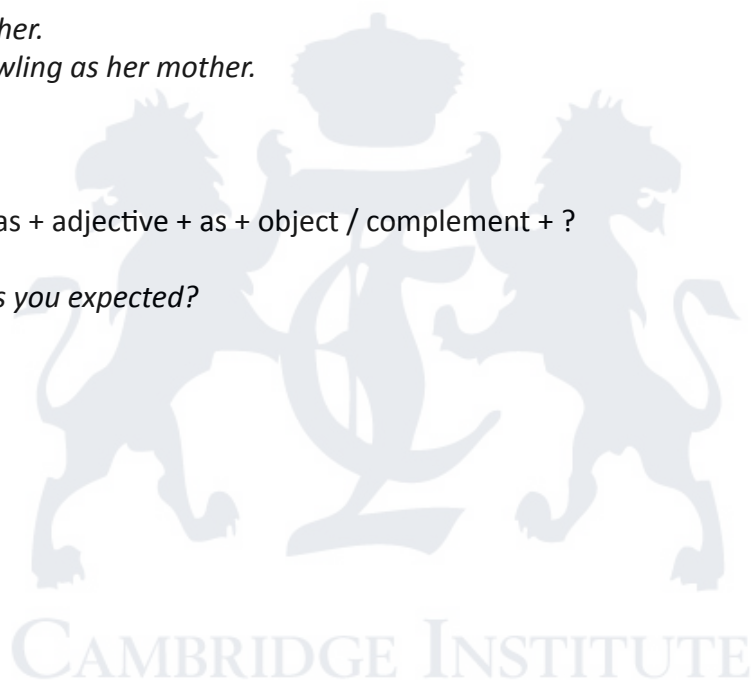 her.
wling as her mother.
as + adjective + as + object / complement + ?
s you expected?
CAMBRIDGE INSTITUTE